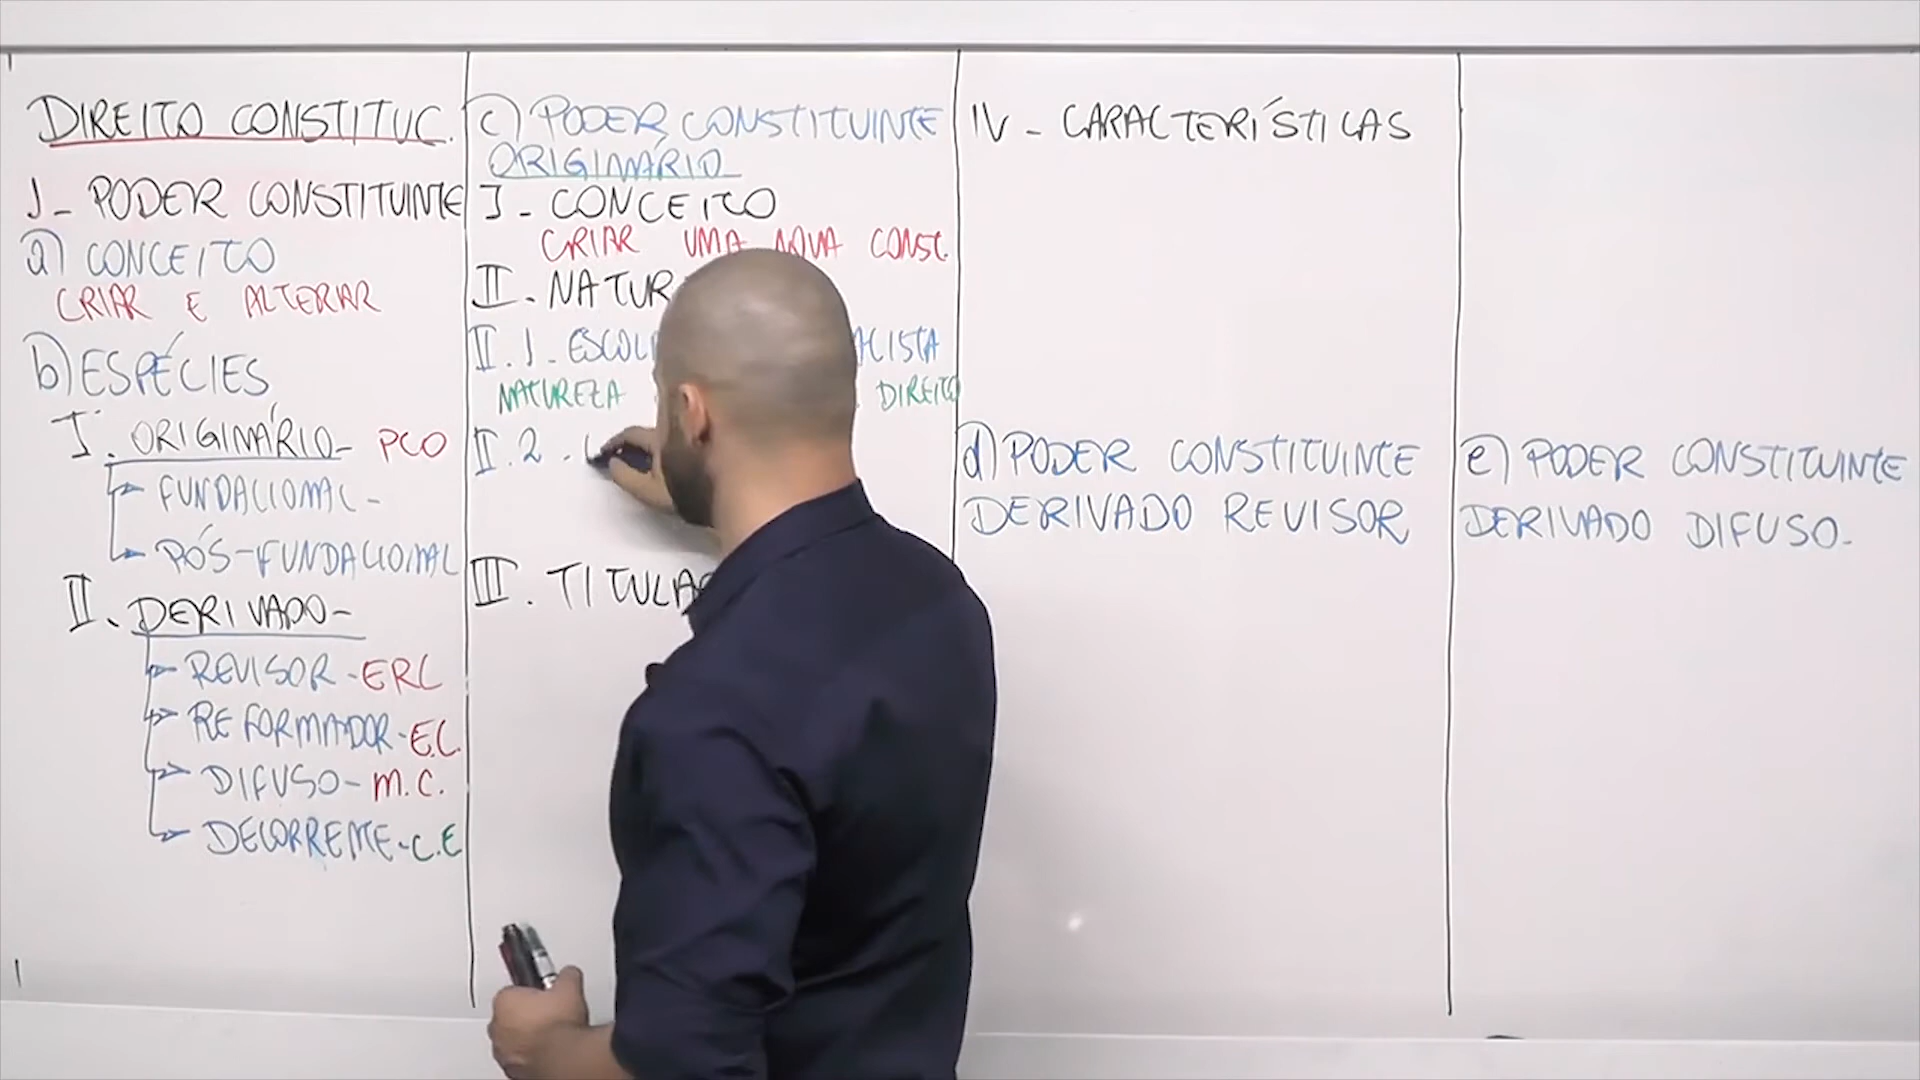 DIREITO CONSTITUC.
I - PODER CONSTITUINTE
a) CONCEITO
CRIAR E ALTERAR
b) ESPÉCIES
I. ORIGINÁRIO - PCO
FUNDACIONAL -
PÓS-FUNDACIONAL
II. DERIVADO -
REVISOR - ERC
REFORMADOR - E.C.
DIFUSO - M.C.
DECORRENTE - C.E
c) PODER CONSTITUINTE
ORIGINÁRIO
I - CONCEITO
CRIAR UMA NOVA CONST.
II - NATUR
II.1 - ESCOL ALISTA
NATUREZA DIREITO
II.2 -
III. TITULA
IV - CARACTERÍSTICAS
d) PODER CONSTITUINTE
DERIVADO REVISOR
e) PODER CONSTITUINTE
DERIVADO DIFUSO -